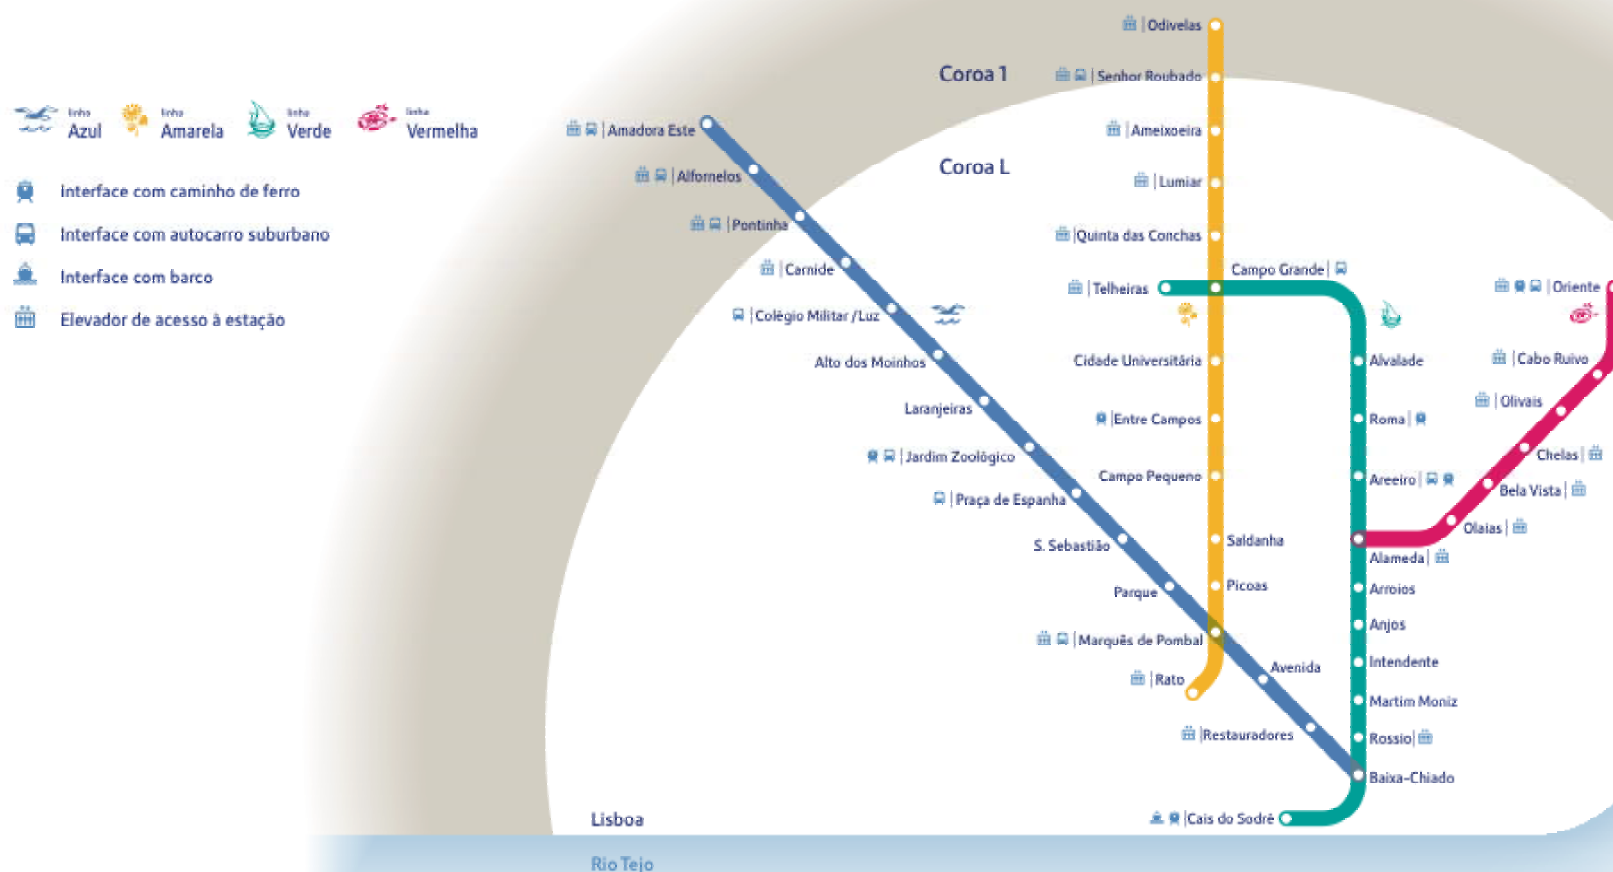 linha
Azul
linha
Amarela
linha
Verde
linha
Vermelha
Interface com caminho de ferro
Interface com autocarro suburbano
Interface com barco
Elevador de acesso à estação
Coroa 1
Coroa L
Odivelas
Senhor Roubado
Ameixoeira
Lumiar
Quinta das Conchas
Campo Grande
Telheiras
Cidade Universitária
Entre Campos
Campo Pequeno
Saldanha
Picoas
Marquês de Pombal
Rato
Amadora Este
Alfornelos
Pontinha
Carnide
Colégio Militar /Luz
Alto dos Moinhos
Laranjeiras
Jardim Zoológico
Praça de Espanha
S. Sebastião
Parque
Avenida
Restauradores
Alvalade
Roma
Areeiro
Alameda
Arroios
Anjos
Intendente
Martim Moniz
Rossio
Baixa-Chiado
Cais do Sodré
Oriente
Cabo Ruivo
Olivais
Chelas
Bela Vista
Olaias
Lisboa
Rio Tejo